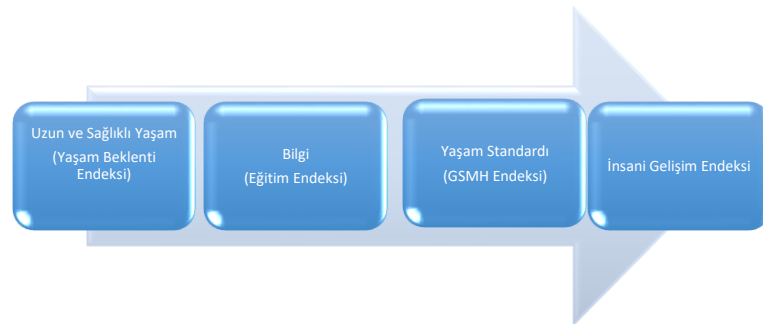 Uzun ve Sağlıklı Yaşam
(Yaşam Beklenti
Endeksi)
Bilgi
(Eğitim Endeksi)
Yaşam Standardı
(GSMH Endeksi)
İnsani Gelişim Endeksi